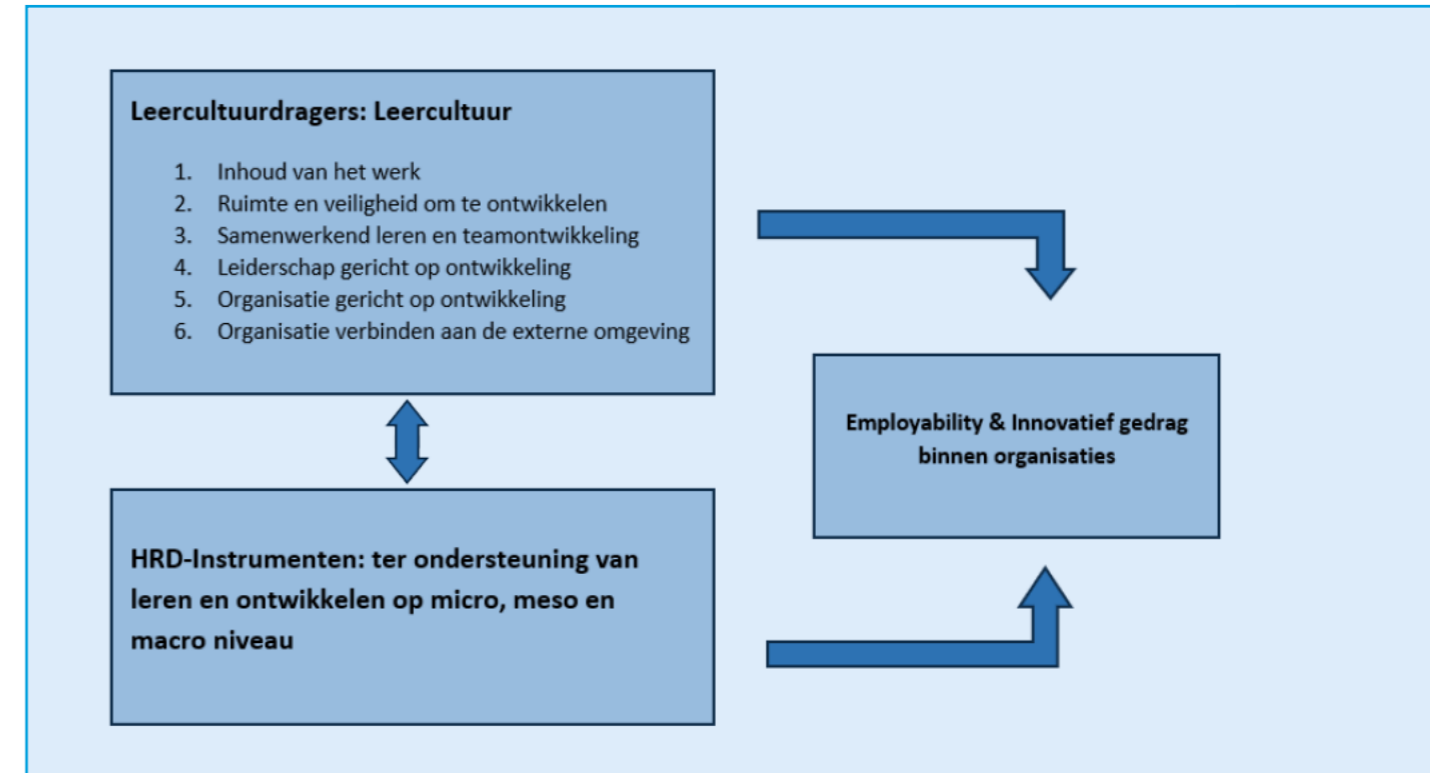 Leercultuurdragers: Leercultuur
1. Inhoud van het werk
2. Ruimte en veiligheid om te ontwikkelen
3. Samenwerkend leren en teamontwikkeling
4. Leiderschap gericht op ontwikkeling
5. Organisatie gericht op ontwikkeling
6. Organisatie verbinden aan de externe omgeving
Employability & Innovatief gedrag
binnen organisaties
HRD-Instrumenten: ter ondersteuning van
leren en ontwikkelen op micro, meso en
macro niveau